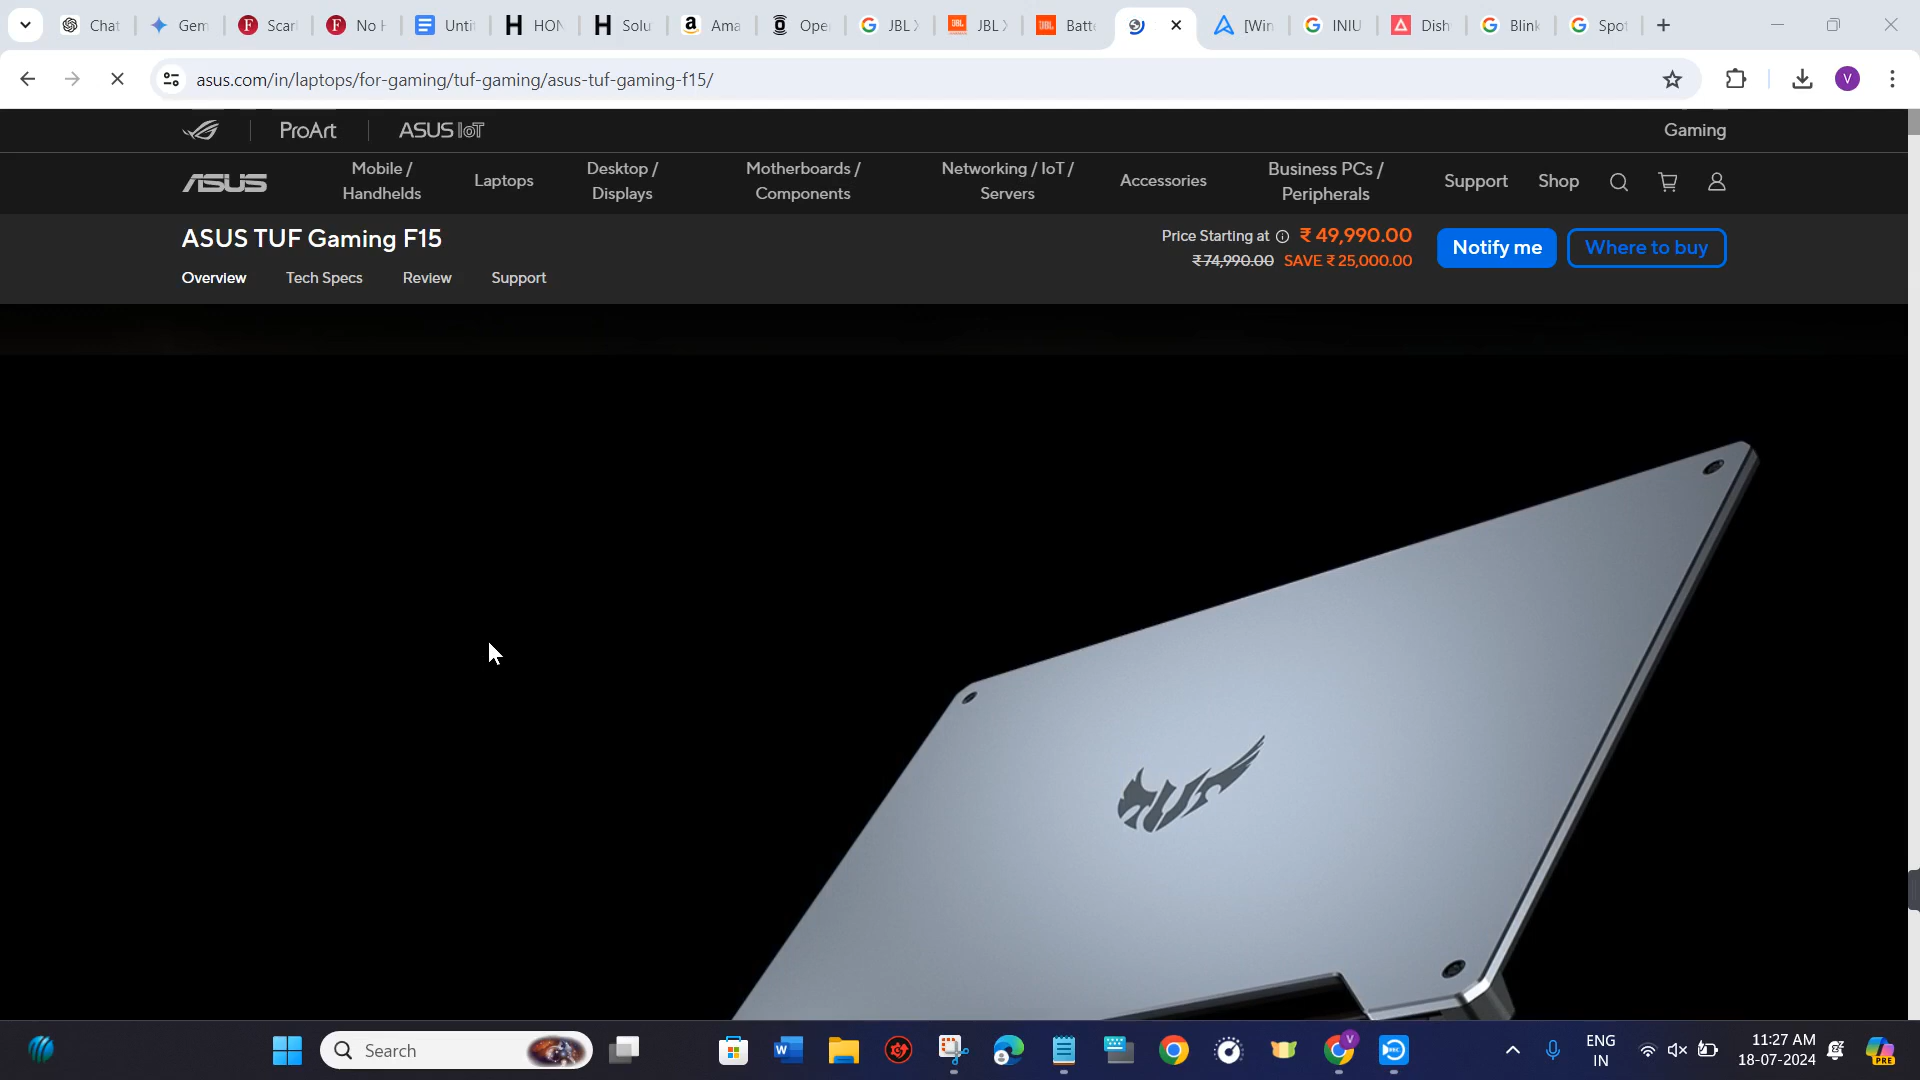 Chat
Gem
Scar
No H
Unti
HON
Solu
Ama
Ope
JBL X
JBL X
Batte
[Win
INIU
Dish
Blink
Spot
asus.com/in/laptops/for-gaming/tuf-gaming/asus-tuf-gaming-f15/
V
ProArt
ASUS IoT
Gaming
ASUS
Mobile / Handhelds
Laptops
Desktop / Displays
Motherboards / Components
Networking / IoT / Servers
Accessories
Business PCs / Peripherals
Support
Shop
ASUS TUF Gaming F15
Price Starting at ₹ 49,990.00
₹ 74,990.00 SAVE ₹ 25,000.00
Notify me
Where to buy
Overview
Tech Specs
Review
Support
TUF
Search
ENG
IN
11:27 AM
18-07-2024